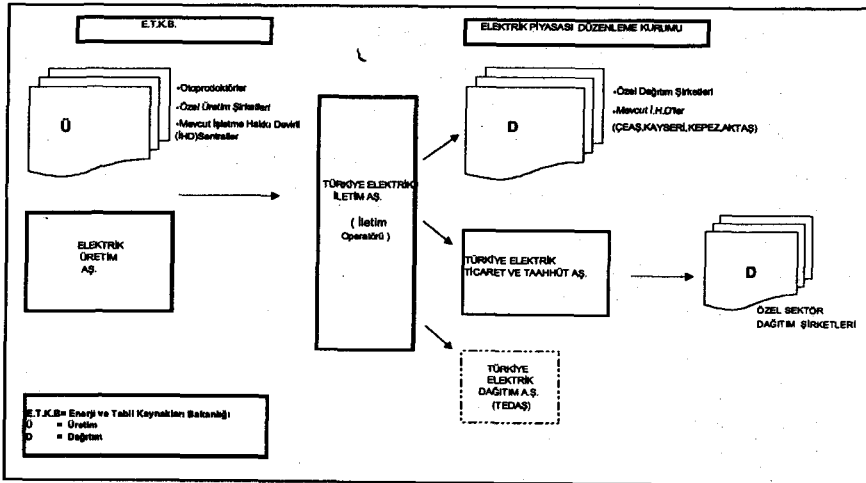 E.T.K.B.
ELEKTRİK PİYASASI DÜZENLEME KURUMU
Ü
•Otoprodoktörler
•Özel Üretim Şirketleri
•Mevcut İşletme Hakkı Devirli
(İHD)Santraller
D
•Özel Dağıtım Şirketleri
•Mevcut İ.H.D'ler
(ÇEAŞ,KAYSERİ,KEPEZ,AKTAŞ)
TÜRKİYE ELEKTRİK
İLETİM AŞ.
( İletim
Operatörü )
ELEKTRİK
ÜRETİM
AŞ.
TÜRKİYE ELEKTRİK
TİCARET VE TAAHHÜT AŞ.
D
ÖZEL SEKTÖR
DAĞITIM ŞİRKETLERİ
TÜRKİYE
ELEKTRİK
DAĞITIM A.Ş.
(TEDAŞ)
E.T.K.B= Enerji ve Tabii Kaynakları Bakanlığı
Ü = Üretim
D = Dağıtım